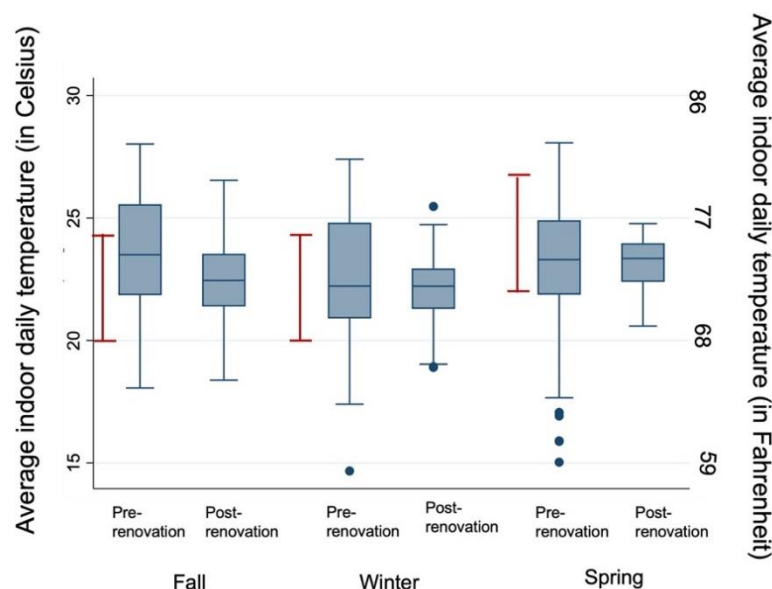 Average indoor daily temperature (in Celsius)
30
25
20
15
86
77
68
59
Average indoor daily temperature (in Fahrenheit)
Pre-
renovation
Post-
renovation
Pre-
renovation
Post-
renovation
Pre-
renovation
Post-
renovation
Fall
Winter
Spring